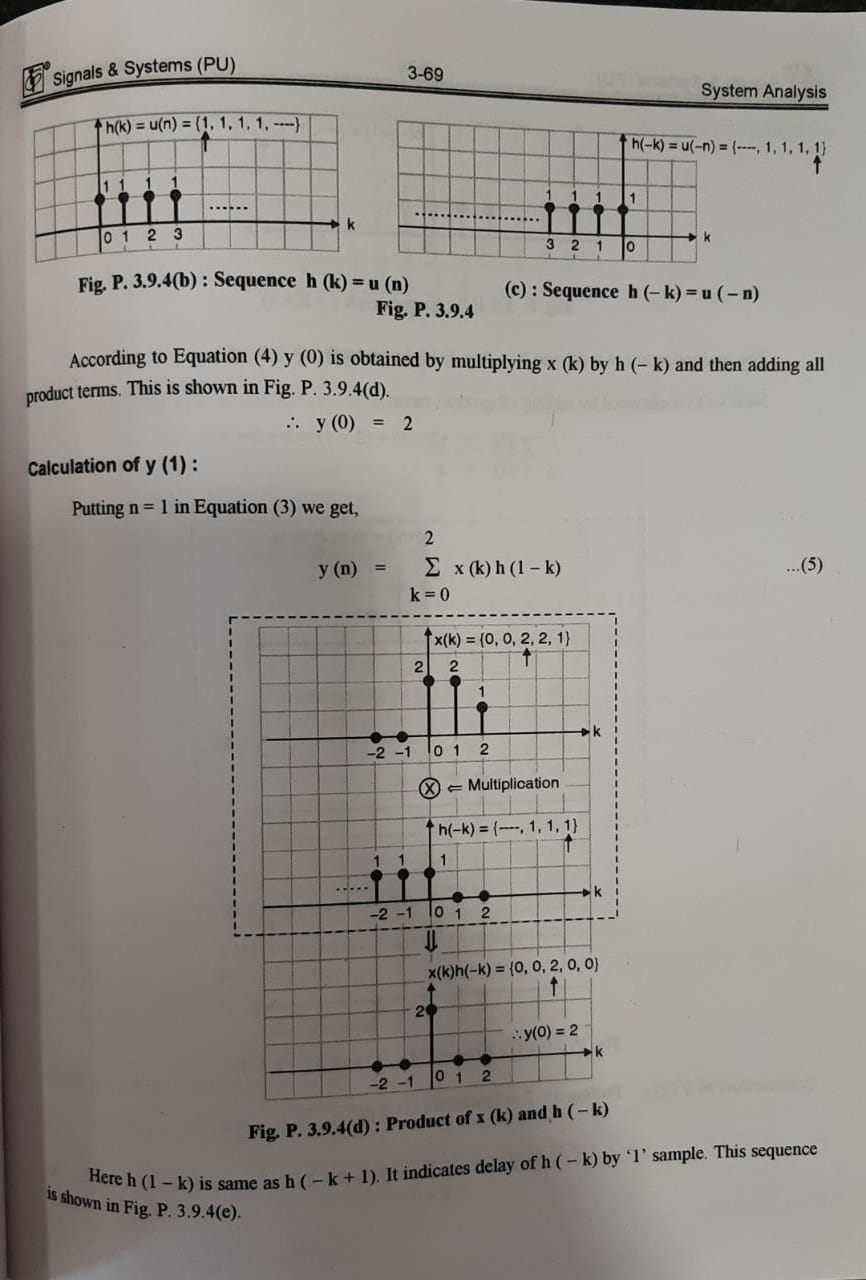 Signals & Systems (PU) 3-69 System Analysis
h(k) = u(n) = {1, 1, 1, 1, ----}
1 1 1 1
......
k
0 1 2 3
h(–k) = u(–n) = {----, 1, 1, 1, 1}
1 1 1 1
k
3 2 1 0
Fig. P. 3.9.4(b) : Sequence h (k) = u (n)
(c) : Sequence h (– k) = u ( – n)
Fig. P. 3.9.4
According to Equation (4) y (0) is obtained by multiplying x (k) by h (– k) and then adding all
product terms. This is shown in Fig. P. 3.9.4(d).
∴ y (0) = 2
Calculation of y (1) :
Putting n = 1 in Equation (3) we get,
2
y (n) = Σ x (k) h (1 – k) ...(5)
k = 0
x(k) = {0, 0, 2, 2, 1}
2 2
1
k
–2 –1 0 1 2
X ⇐ Multiplication
h(–k) = {----, 1, 1, 1}
1 1 1
.....
k
–2 –1 0 1 2
⇓
x(k)h(–k) = {0, 0, 2, 0, 0}
2
∴y(0) = 2
k
–2 –1 0 1 2
Fig. P. 3.9.4(d) : Product of x (k) and h ( – k)
Here h (1 – k) is same as h ( – k + 1). It indicates delay of h ( – k) by ‘1’ sample. This sequence
is shown in Fig. P. 3.9.4(e).